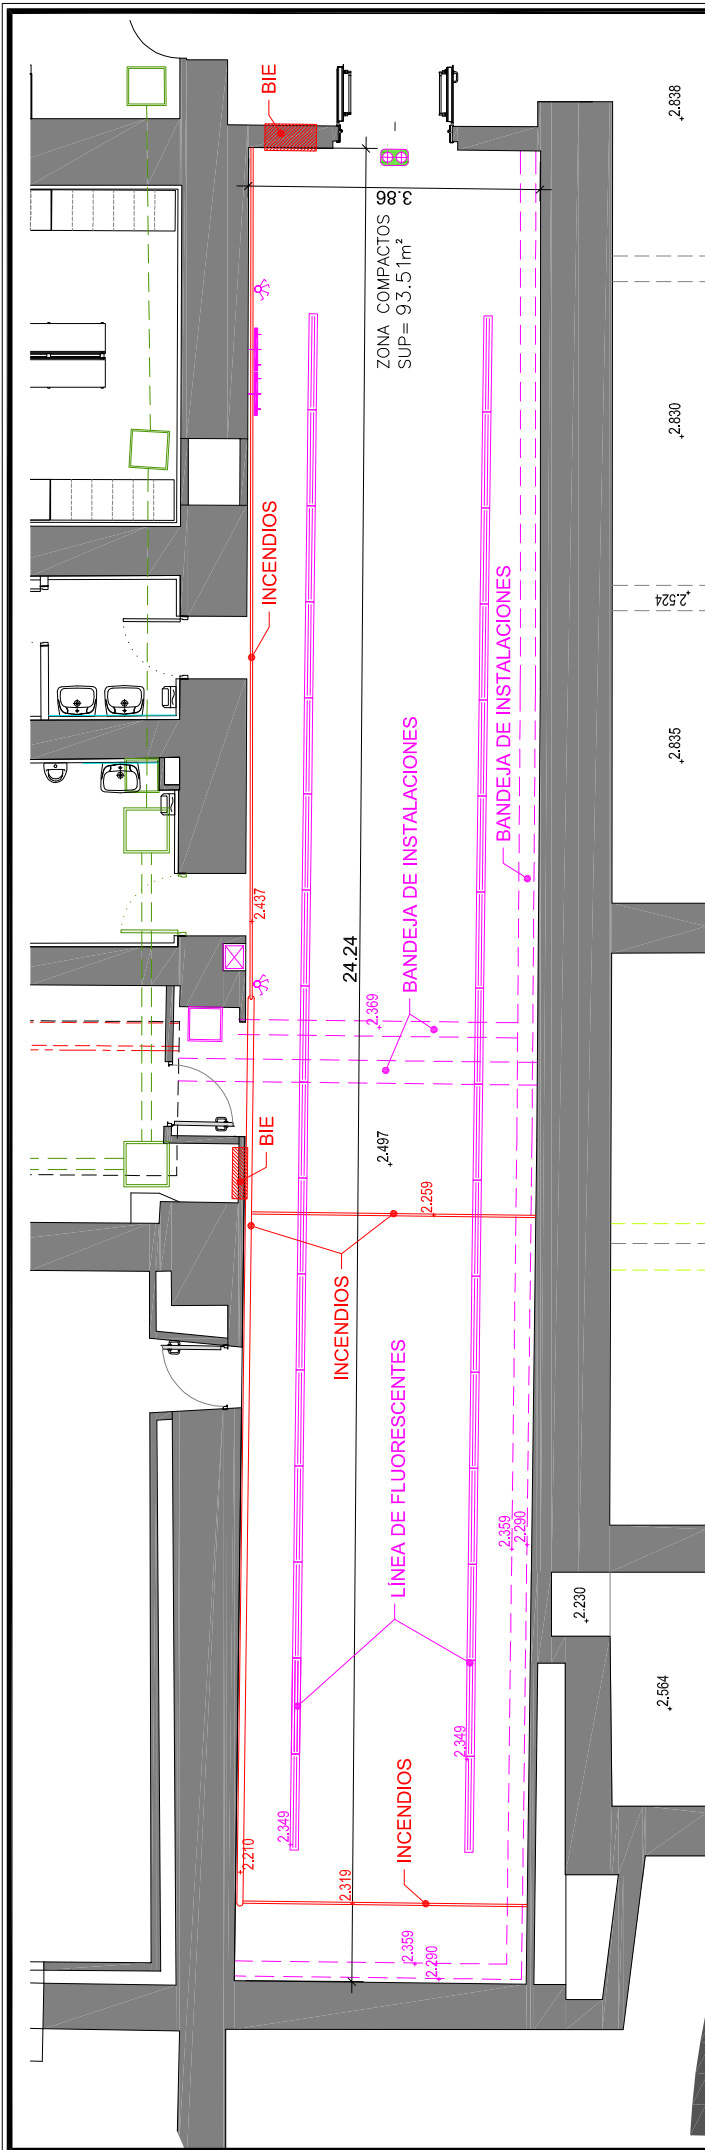 BIE
2.838
3.86
ZONA COMPACTOS
SUP= 93.51m²
2.830
INCENDIOS
BANDEJA DE INSTALACIONES
2.524
BANDEJA DE INSTALACIONES
2.835
2.437
24.24
2.369
BIE
2.497
2.259
INCENDIOS
LÍNEA DE FLUORESCENTES
2.359
2.290
2.230
2.564
2.349
2.349
INCENDIOS
2.210
2.319
2.359
2.290